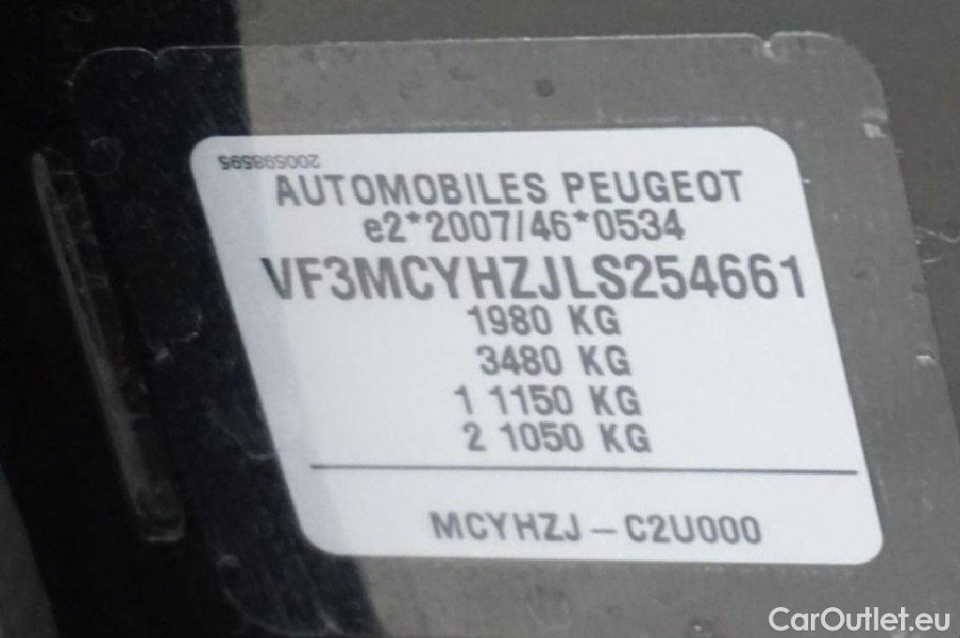 200598595
AUTOMOBILES PEUGEOT
e2*2007/46*0534
VF3MCYHZJLS254661
1980 KG
3480 KG
1 1150 KG
2 1050 KG
MCYHZJ – C2U000
CarOutlet.eu